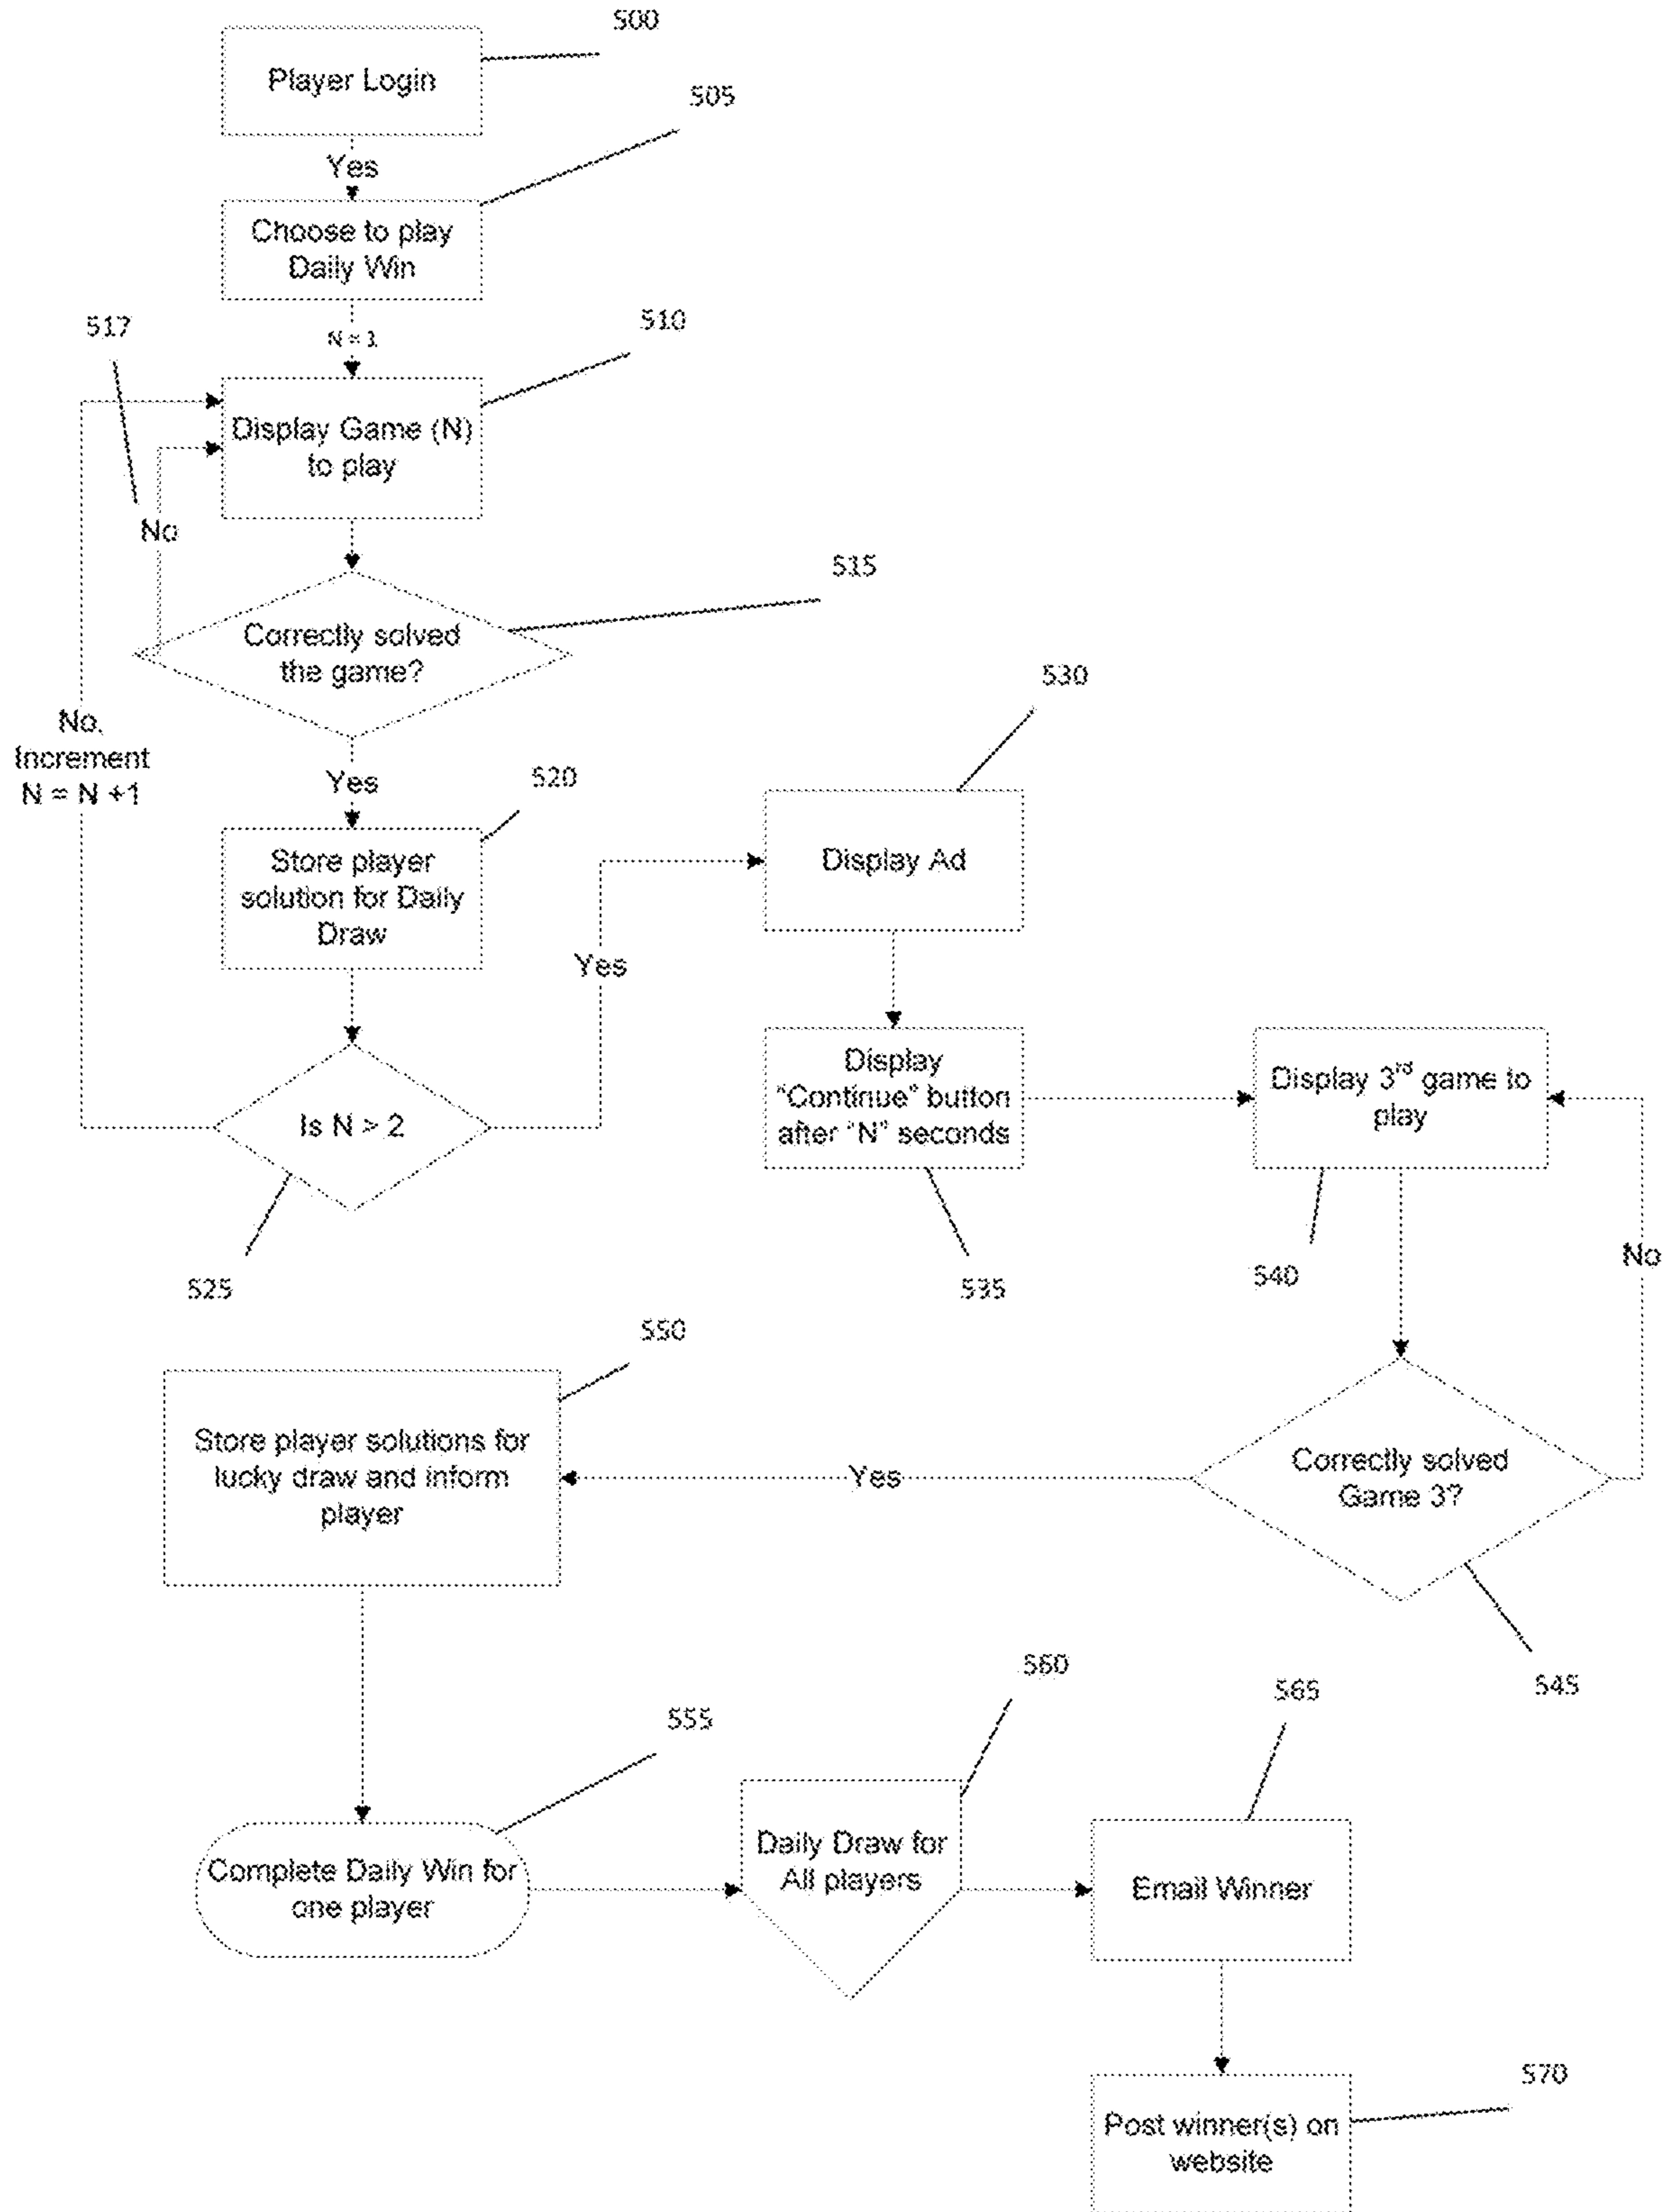 500
Player Login
505
Yes
Choose to play
Daily Win
517
N = 1
510
Display Game (N)
to play
No
515
Correctly solved
the game?
530
No,
Increment
N = N +1
Yes
520
Store player
solution for Daily
Draw
Display Ad
Yes
Display
"Continue" button
after "N" seconds
Display 3rd game to
play
Is N > 2
No
525
535
540
550
Store player solutions for
lucky draw and inform
player
Yes
Correctly solved
Game 3?
545
555
560
565
Complete Daily Win for
one player
Daily Draw for
All players
Email Winner
570
Post winner(s) on
website